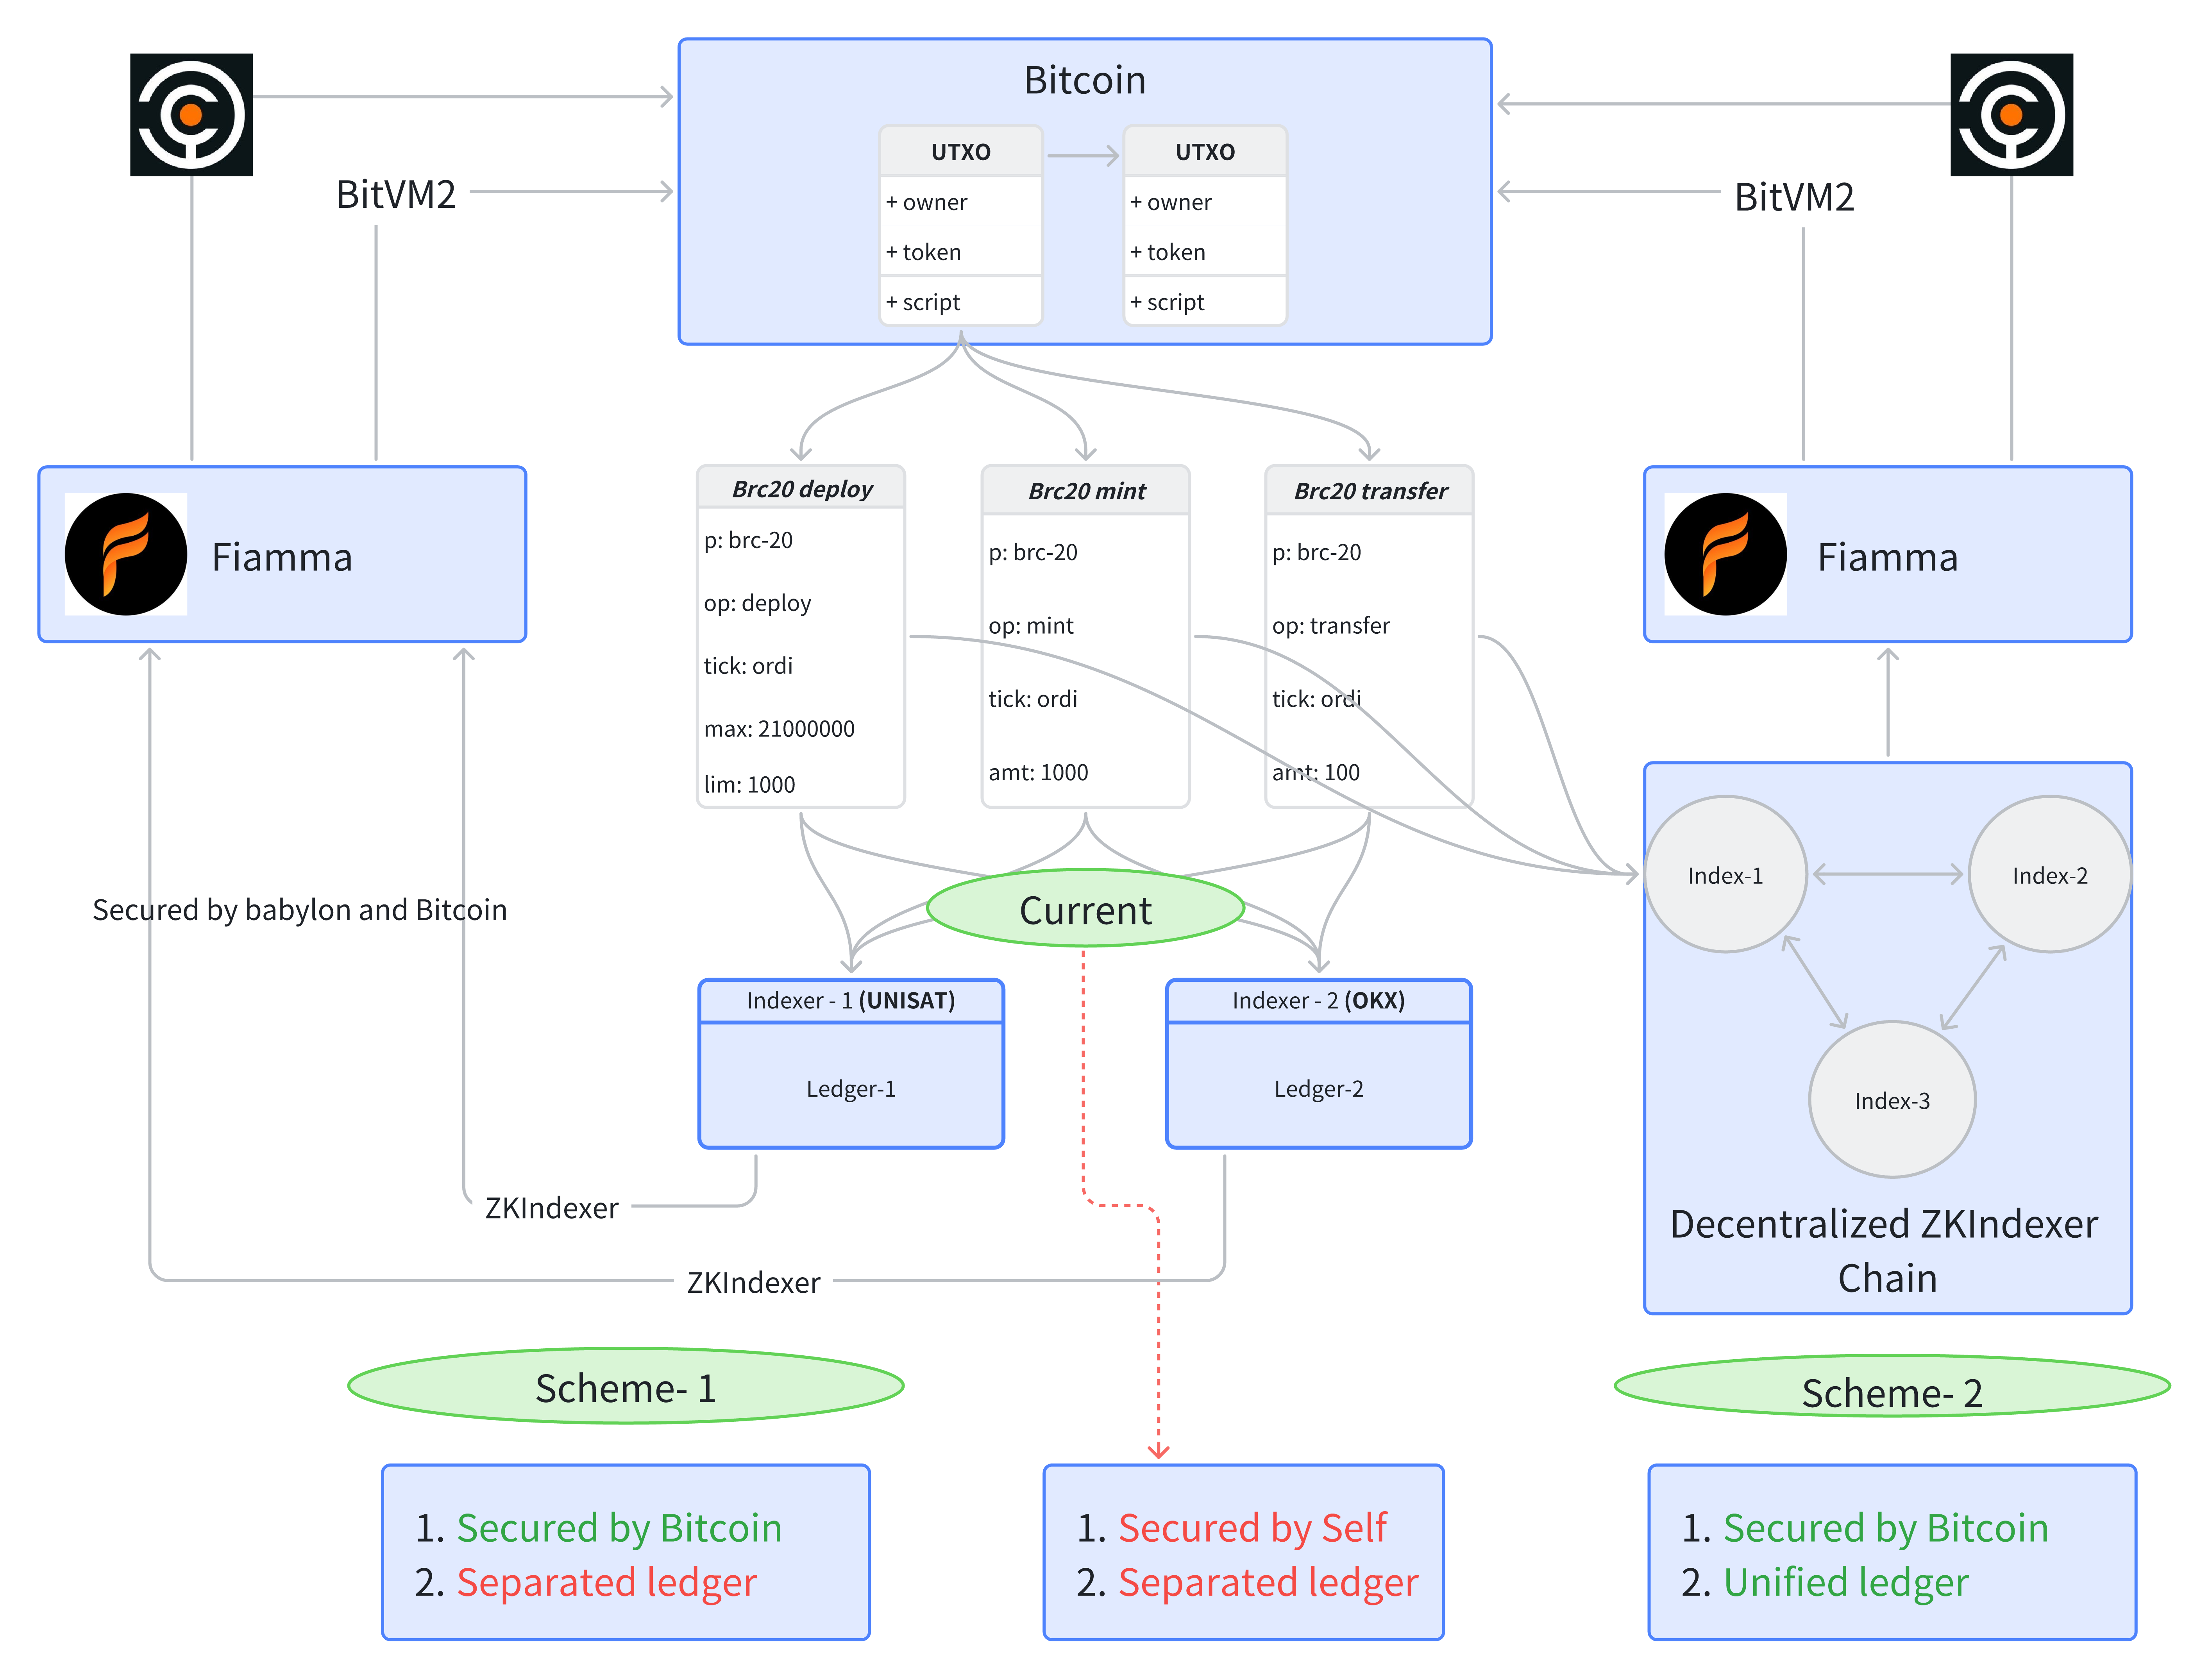 Bitcoin
UTXO
+ owner
+ token
+ script
UTXO
+ owner
+ token
+ script
BitVM2
BitVM2
Fiamma
Fiamma
Brc20 deploy
p: brc-20
op: deploy
tick: ordi
max: 21000000
lim: 1000
Brc20 mint
p: brc-20
op: mint
tick: ordi
amt: 1000
Brc20 transfer
p: brc-20
op: transfer
tick: ordi
amt: 100
Secured by babylon and Bitcoin
Current
Index-1
Index-2
Index-3
Decentralized ZKIndexer
Chain
Indexer - 1 (UNISAT)
Ledger-1
Indexer - 2 (OKX)
Ledger-2
ZKIndexer
ZKIndexer
Scheme- 1
Scheme- 2
1. Secured by Bitcoin
2. Separated ledger
1. Secured by Self
2. Separated ledger
1. Secured by Bitcoin
2. Unified ledger